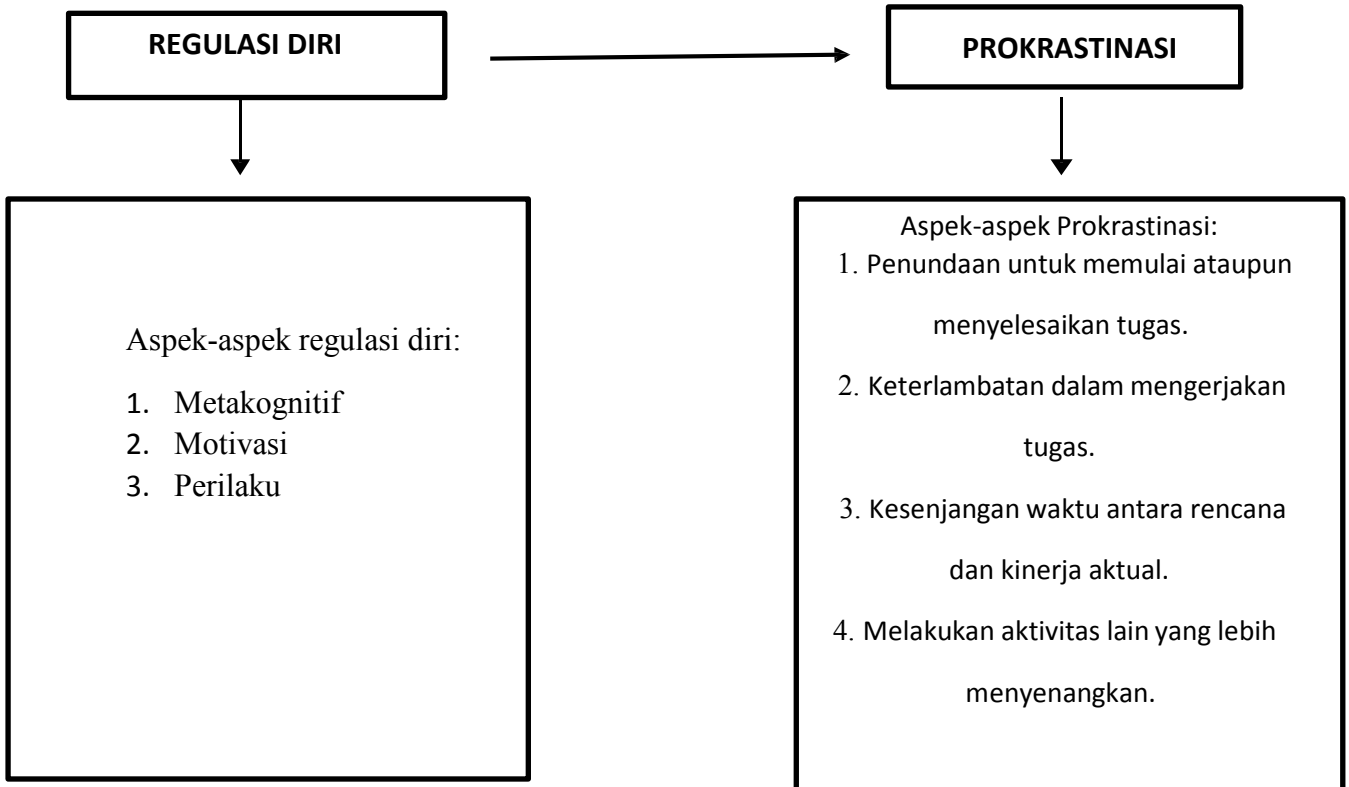 REGULASI DIRI
PROKRASTINASI
Aspek-aspek regulasi diri:
1. Metakognitif
2. Motivasi
3. Perilaku
Aspek-aspek Prokrastinasi:
1. Penundaan untuk memulai ataupun
menyelesaikan tugas.
2. Keterlambatan dalam mengerjakan
tugas.
3. Kesenjangan waktu antara rencana
dan kinerja aktual.
4. Melakukan aktivitas lain yang lebih
menyenangkan.